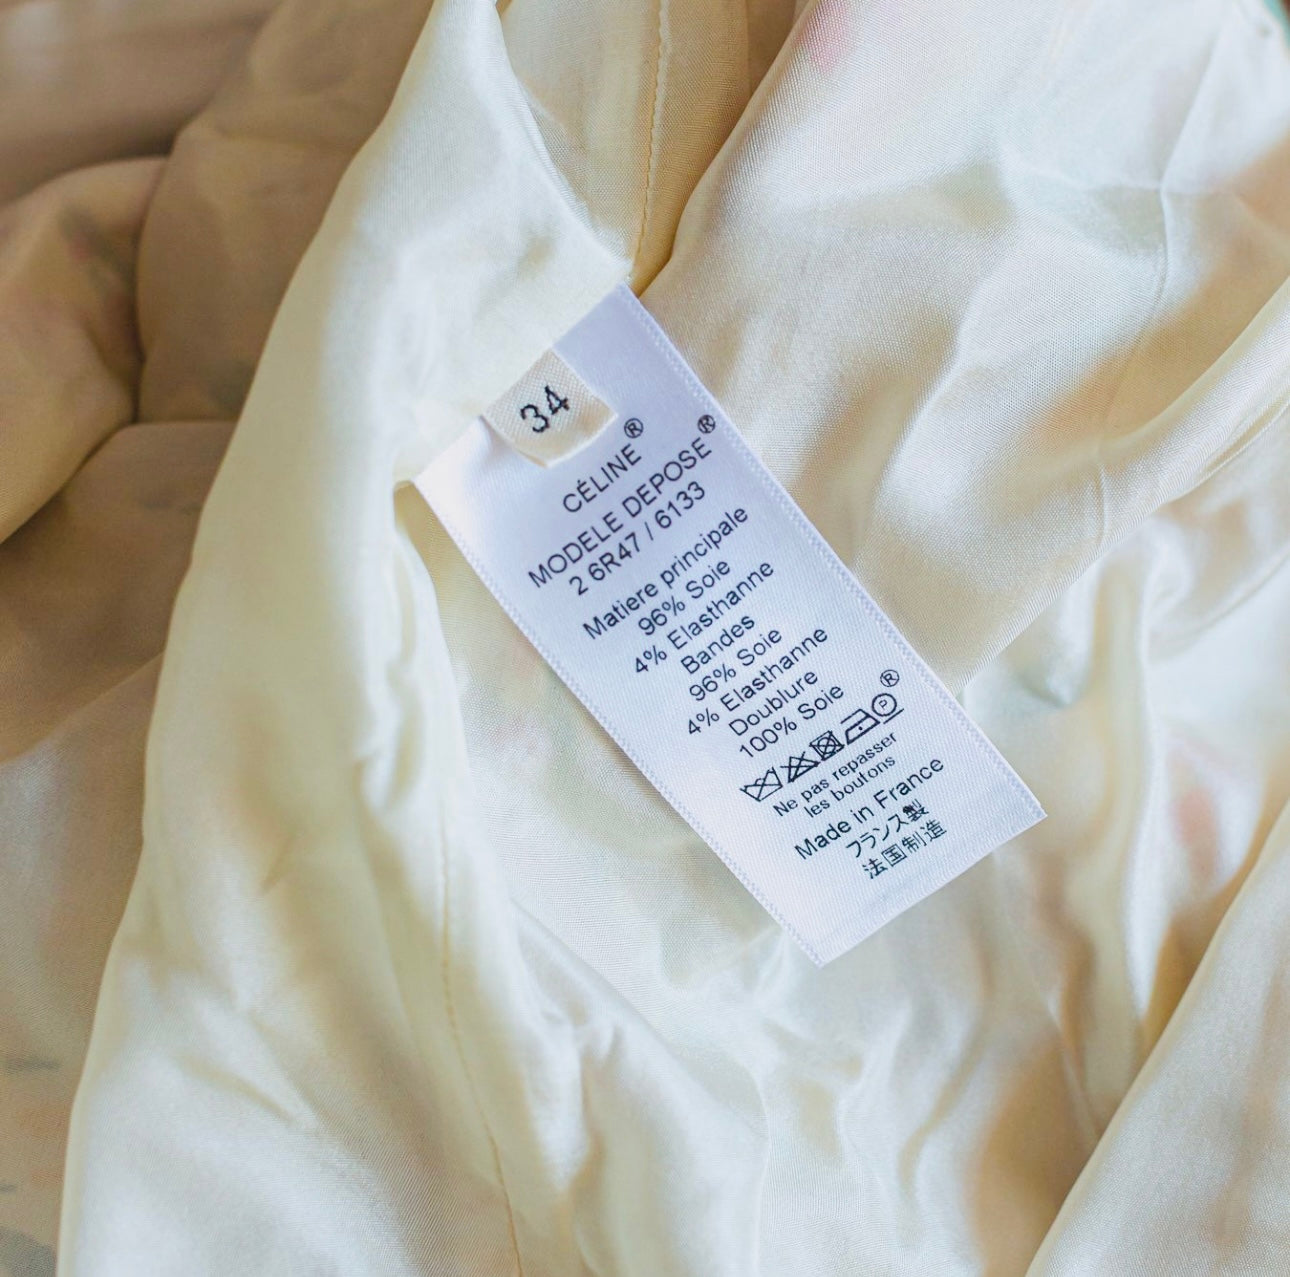 34
CÉLINE®
MODELE DEPOSE®
2 6R47 / 6133
Matiere principale
96% Soie
4% Elasthanne
Bandes
96% Soie
4% Elasthanne
Doublure
100% Soie
P ®
Ne pas repasser
les boutons
Made in France
フランス製
法国制造